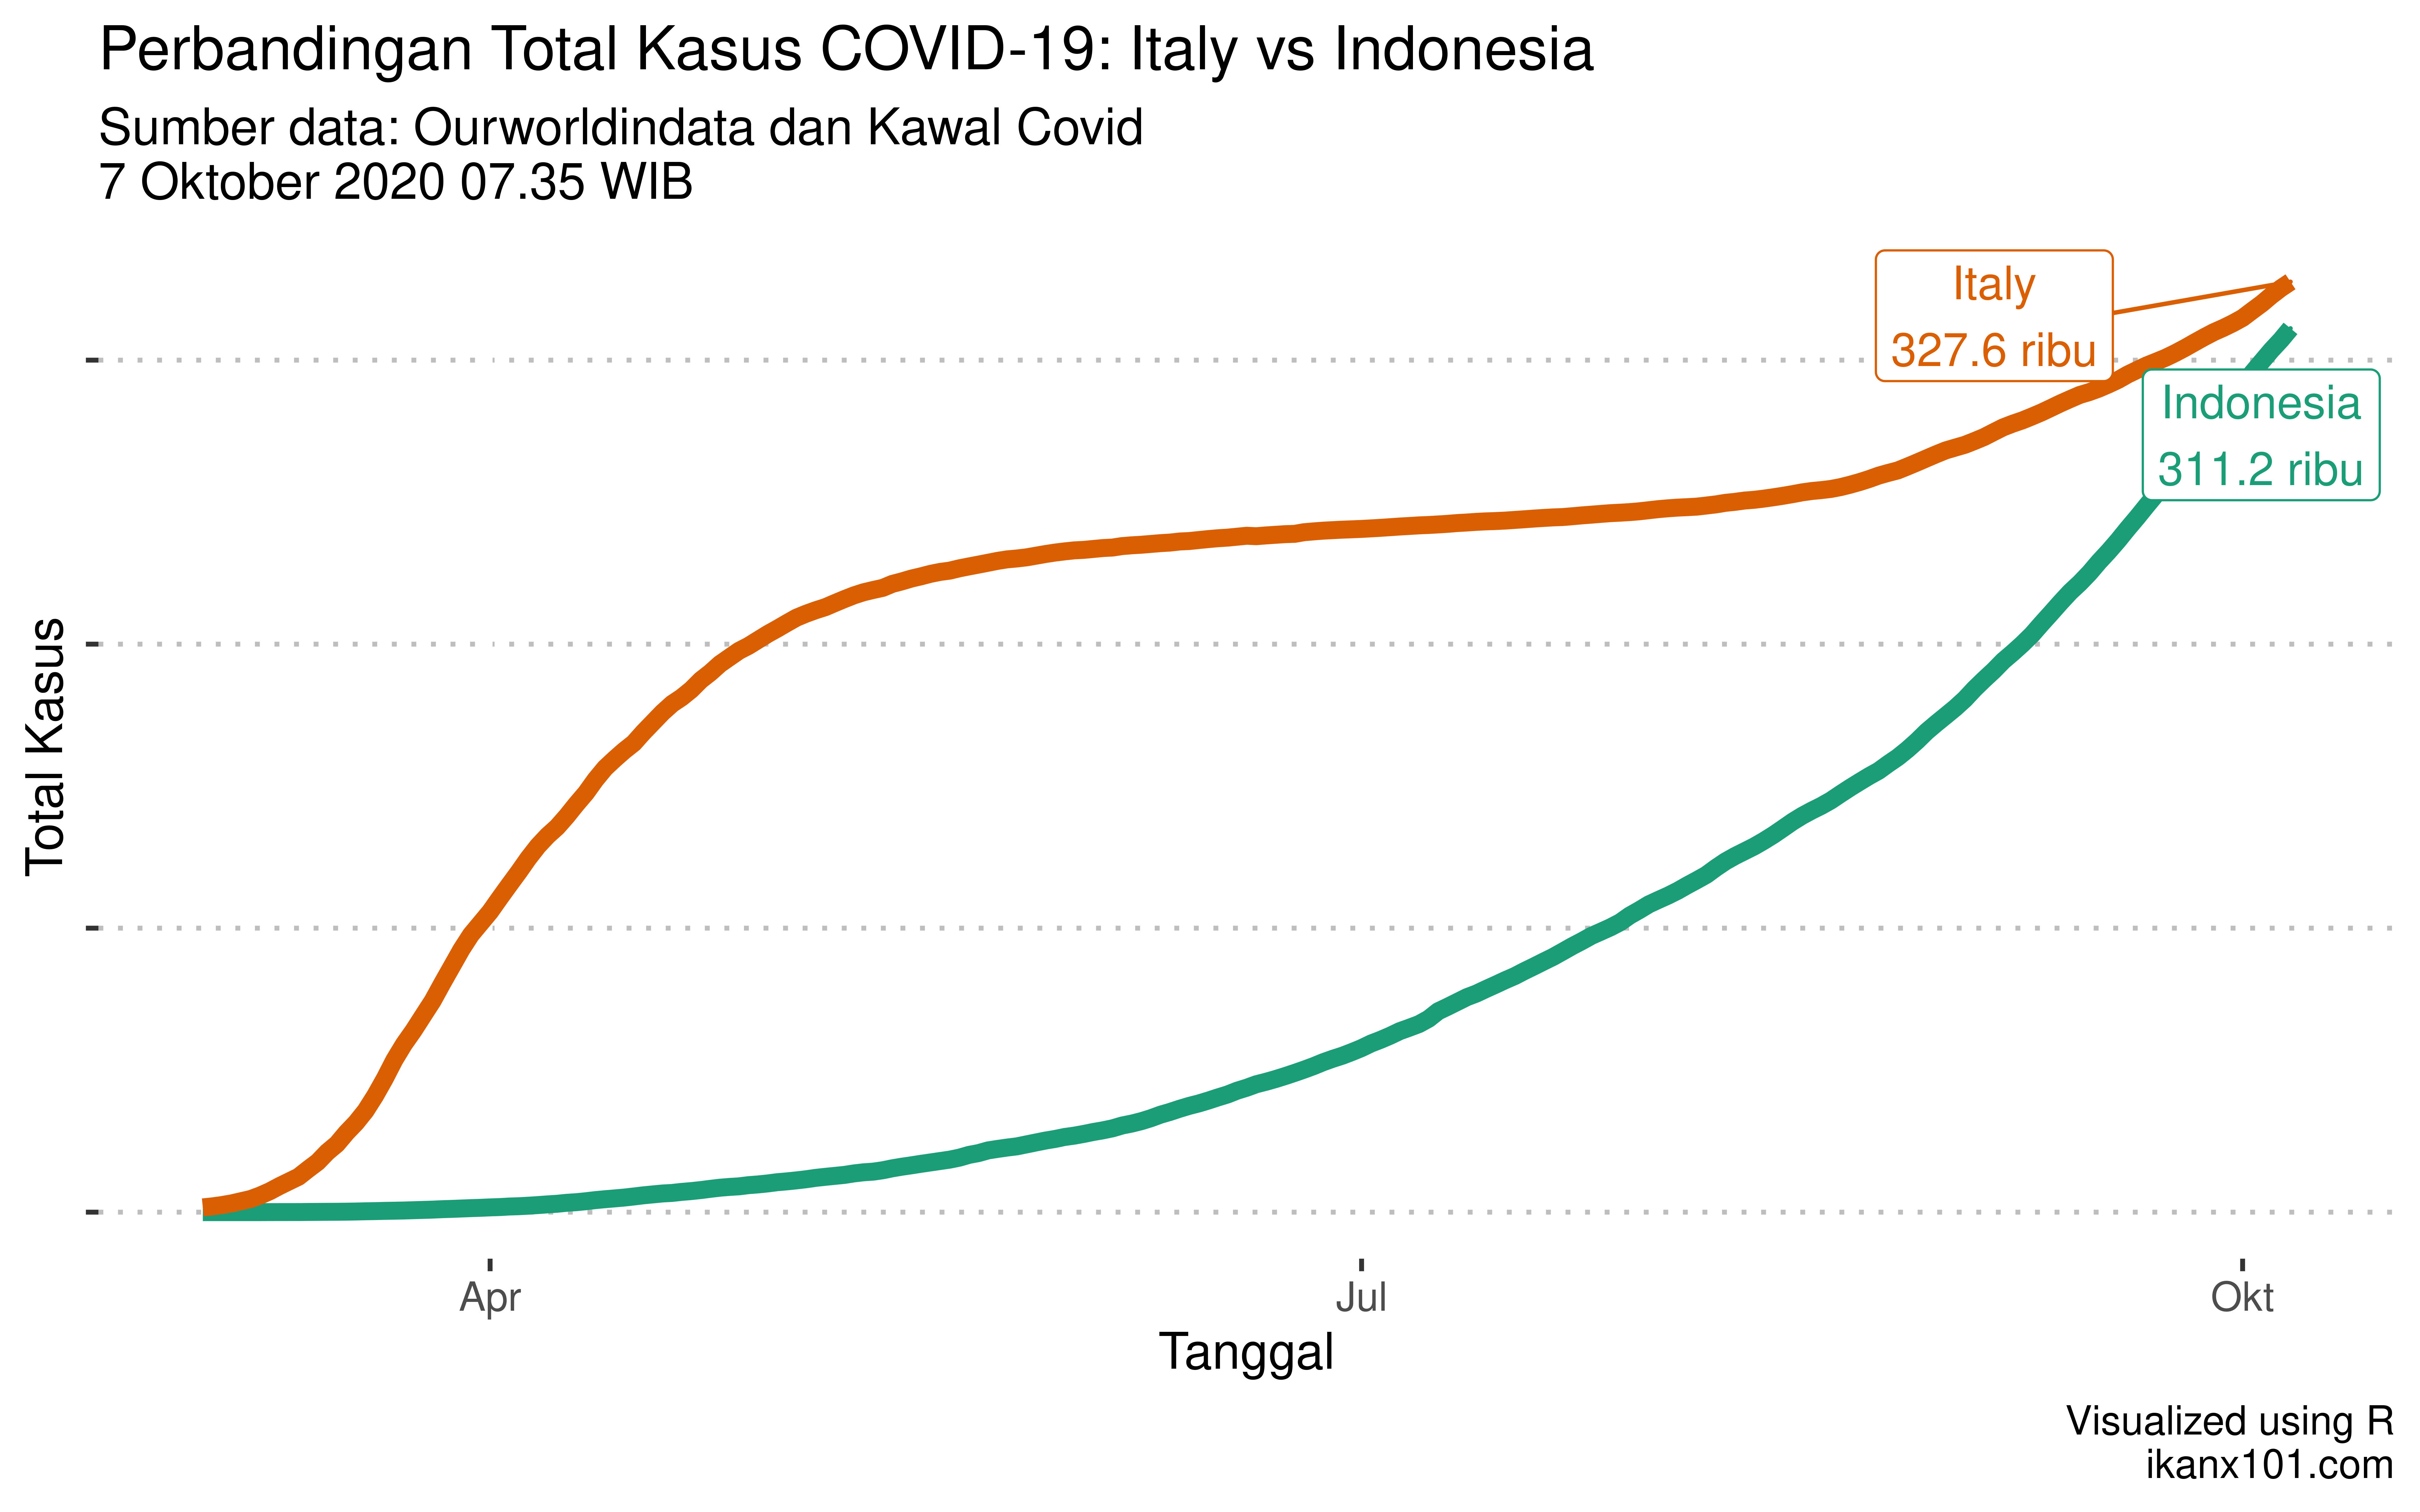 Perbandingan Total Kasus COVID-19: Italy vs Indonesia
Sumber data: Ourworldindata dan Kawal Covid
7 Oktober 2020 07.35 WIB
Italy
327.6 ribu
Indonesia
311.2 ribu
Total Kasus
Apr
Jul
Okt
Tanggal
Visualized using R
ikanx101.com